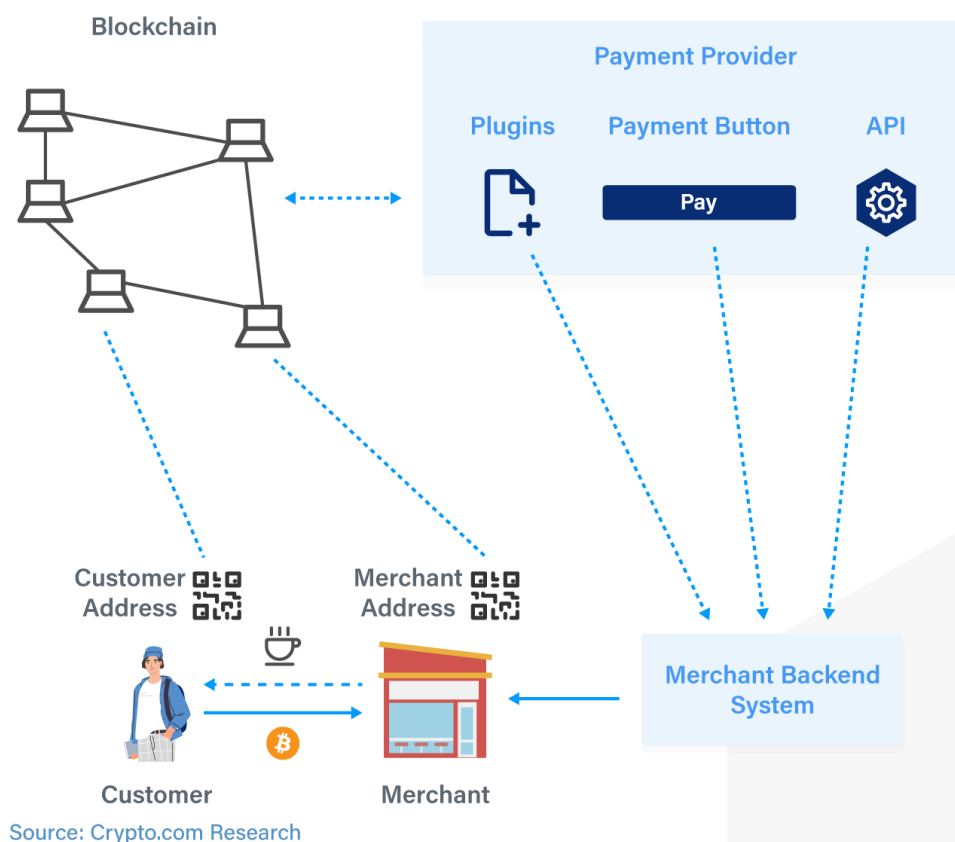 Blockchain
Payment Provider
Plugins
Payment Button
API
Pay
Customer
Address
Merchant
Address
Merchant Backend
System
Customer
Merchant
Source: Crypto.com Research